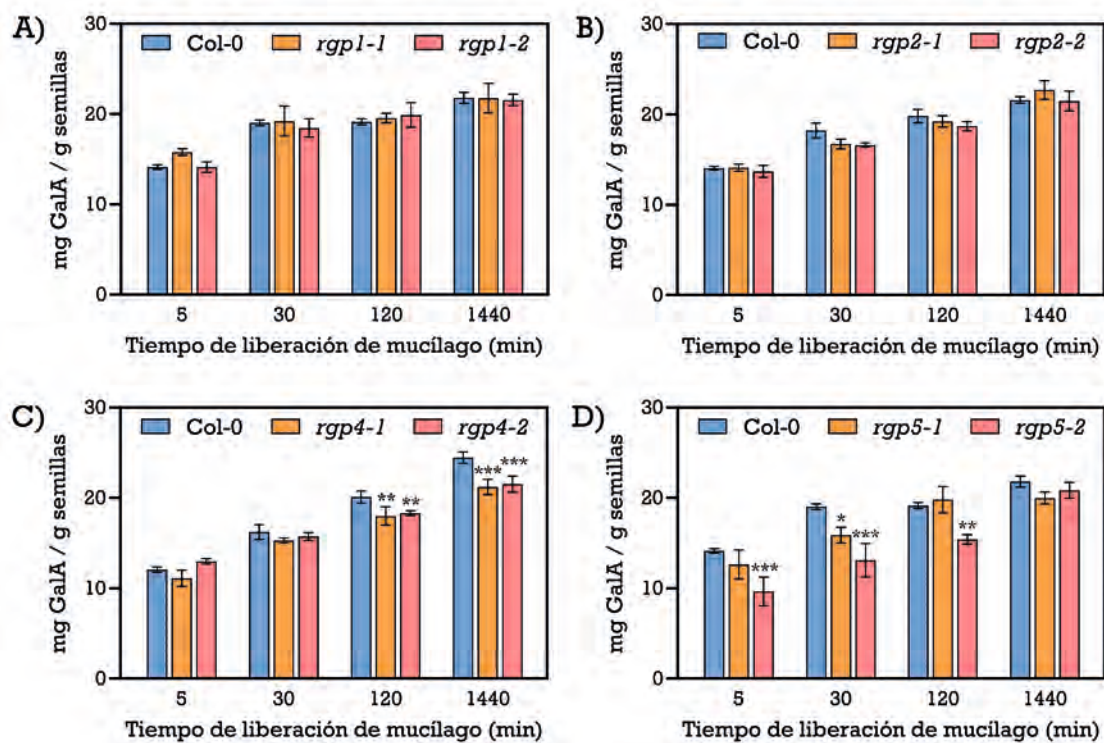 A)
30
20
10
0
mg GalA / g semillas
Col-0 rgp1-1 rgp1-2
5 30 120 1440
Tiempo de liberación de mucílago (min)
B)
30
20
10
0
mg GalA / g semillas
Col-0 rgp2-1 rgp2-2
5 30 120 1440
Tiempo de liberación de mucílago (min)
C)
30
20
10
0
mg GalA / g semillas
Col-0 rgp4-1 rgp4-2
** **
*** ***
5 30 120 1440
Tiempo de liberación de mucílago (min)
D)
30
20
10
0
mg GalA / g semillas
Col-0 rgp5-1 rgp5-2
***
* ***
**
5 30 120 1440
Tiempo de liberación de mucílago (min)